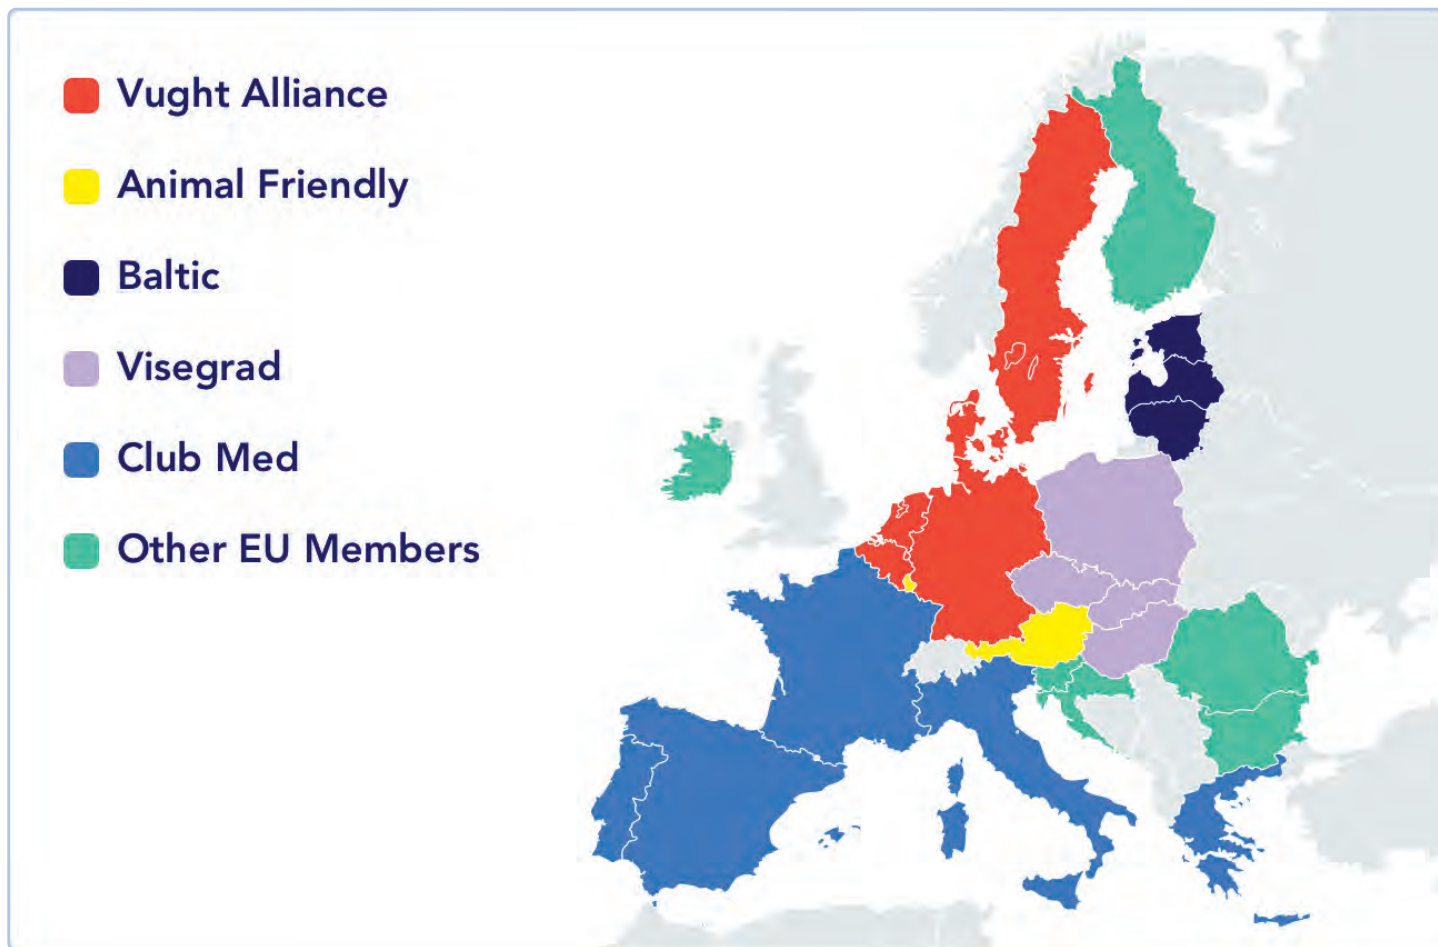 Vught Alliance
Animal Friendly
Baltic
Visegrad
Club Med
Other EU Members